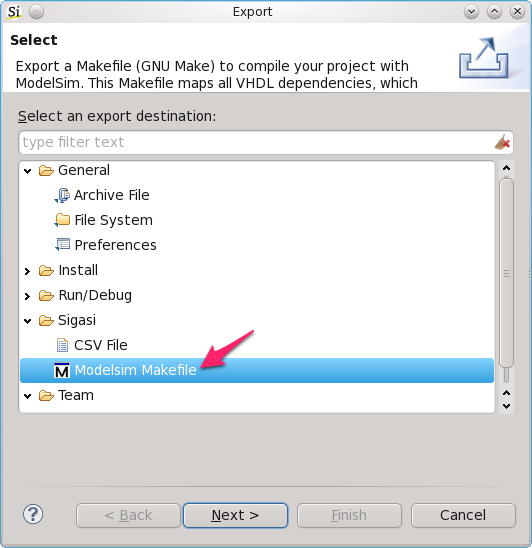 Si
Export
Select
Export a Makefile (GNU Make) to compile your project with
ModelSim. This Makefile maps all VHDL dependencies, which
Select an export destination:
type filter text
General
Archive File
File System
Preferences
Install
Run/Debug
Sigasi
CSV File
M Modelsim Makefile
Team
?
< Back
Next >
Finish
Cancel